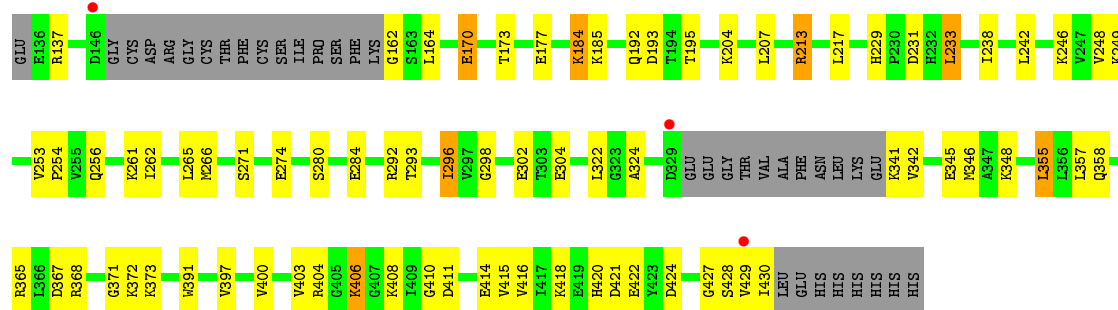 GLU E136 R137 D146 GLY CYS ASP ARG GLY CYS THR PHE CYS SER ILE PRO SER PHE LYS G162 S163 L164 E170 T173 E177 K184 K185 Q192 D193 T194 T195 K204 L207 R213 L217 H229 P230 D231 H232 L233 I238 L242 K246 V247 V248 K249
V253 P254 V255 Q256 K261 I262 L265 M266 S271 E274 S280 E284 R292 T293 I296 V297 G298 E302 T303 E304 L322 G323 A324 D329 GLU GLU GLY THR VAL ALA PHE ASN LEU LYS GLU K341 V342 E345 M346 A347 K348 L355 L356 L357 Q358
R365 L366 D367 R368 G371 K372 K373 W391 V397 V400 V403 R404 G405 K406 G407 K408 I409 G410 D411 E414 V415 V416 I417 K418 E419 H420 D421 E422 Y423 D424 G427 S428 V429 I430 LEU GLU HIS HIS HIS HIS HIS HIS